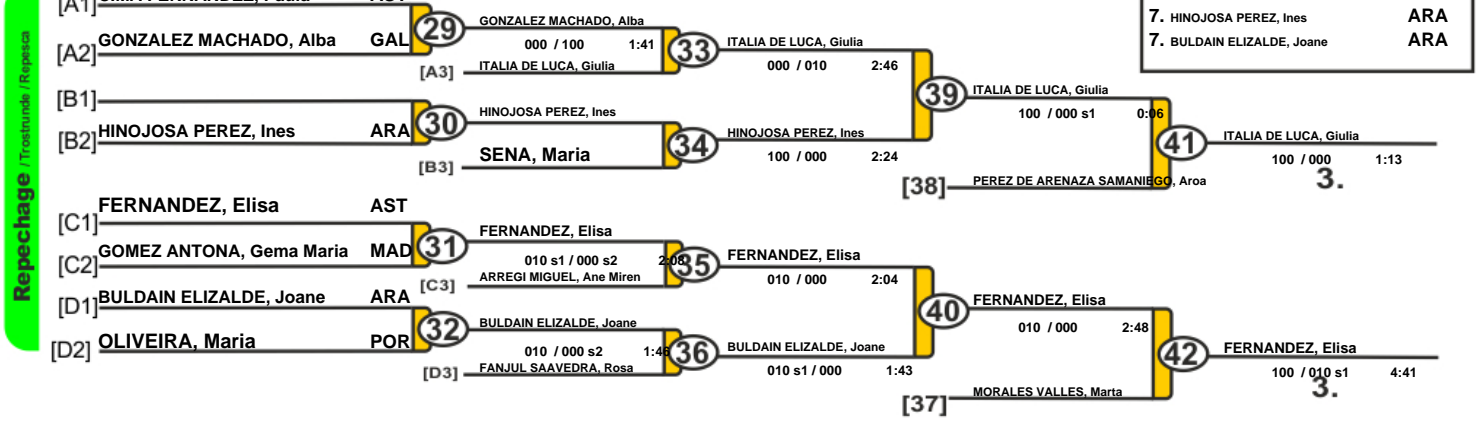 [A1]
GONZALEZ MACHADO, Alba GAL
[A2]
29
GONZALEZ MACHADO, Alba
000 / 100 1:41
[A3] ITALIA DE LUCA, Giulia
33
ITALIA DE LUCA, Giulia
000 / 010 2:46
[B1]
HINOJOSA PEREZ, Ines ARA
[B2]
30
HINOJOSA PEREZ, Ines
SENA, Maria
[B3]
34
HINOJOSA PEREZ, Ines
100 / 000 2:24
39
ITALIA DE LUCA, Giulia
100 / 000 s1 0:06
[38] PEREZ DE ARENAZA SAMANIEGO, Aroa
41
ITALIA DE LUCA, Giulia
100 / 000 1:13
3.
7. HINOJOSA PEREZ, Ines ARA
7. BULDAIN ELIZALDE, Joane ARA
Repechage / Trostrunde / Repesca
FERNANDEZ, Elisa AST
[C1]
GOMEZ ANTONA, Gema Maria MAD
[C2]
31
FERNANDEZ, Elisa
010 s1 / 000 s2 2:08
ARREGI MIGUEL, Ane Miren
[C3]
35
FERNANDEZ, Elisa
010 / 000 2:04
[D1] BULDAIN ELIZALDE, Joane ARA
OLIVEIRA, Maria POR
[D2]
32
BULDAIN ELIZALDE, Joane
010 / 000 s2 1:46
[D3] FANJUL SAAVEDRA, Rosa
36
BULDAIN ELIZALDE, Joane
010 s1 / 000 1:43
40
FERNANDEZ, Elisa
010 / 000 2:48
MORALES VALLES, Marta
[37]
42
FERNANDEZ, Elisa
100 / 010 s1 4:41
3.